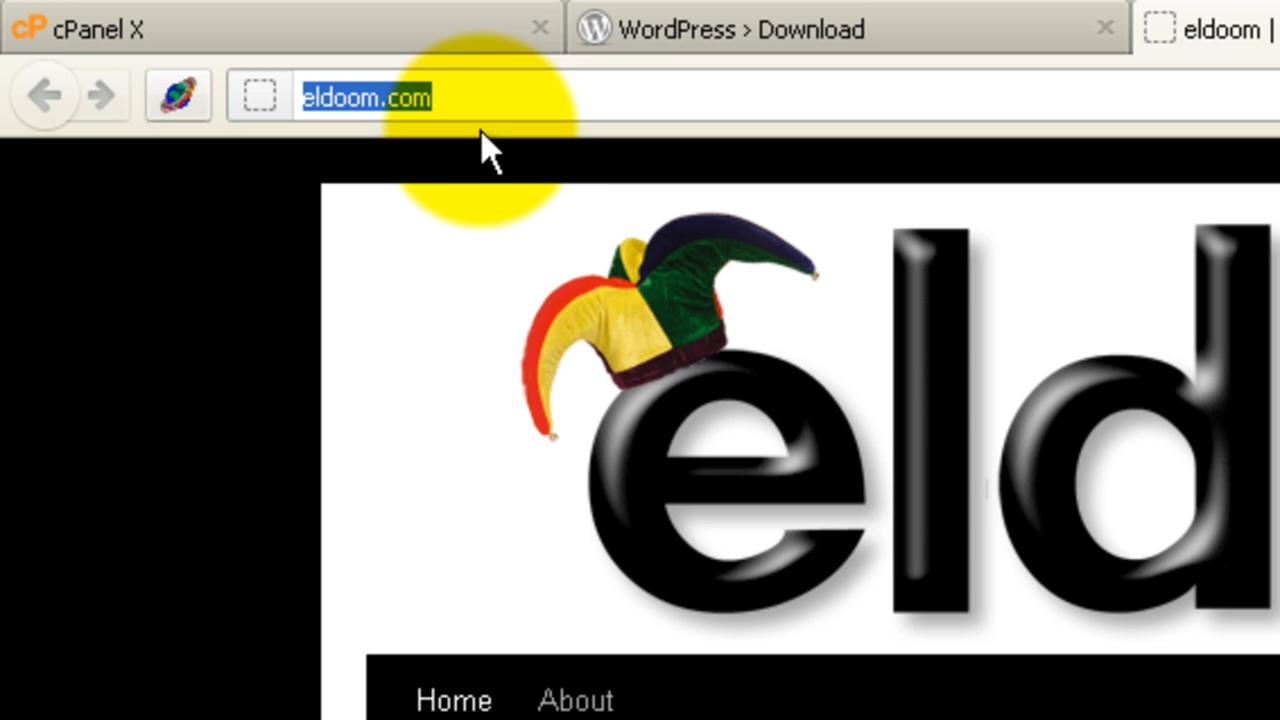 cP cPanel X
W WordPress > Download
eldoom |
eldoom.com
eld
Home About